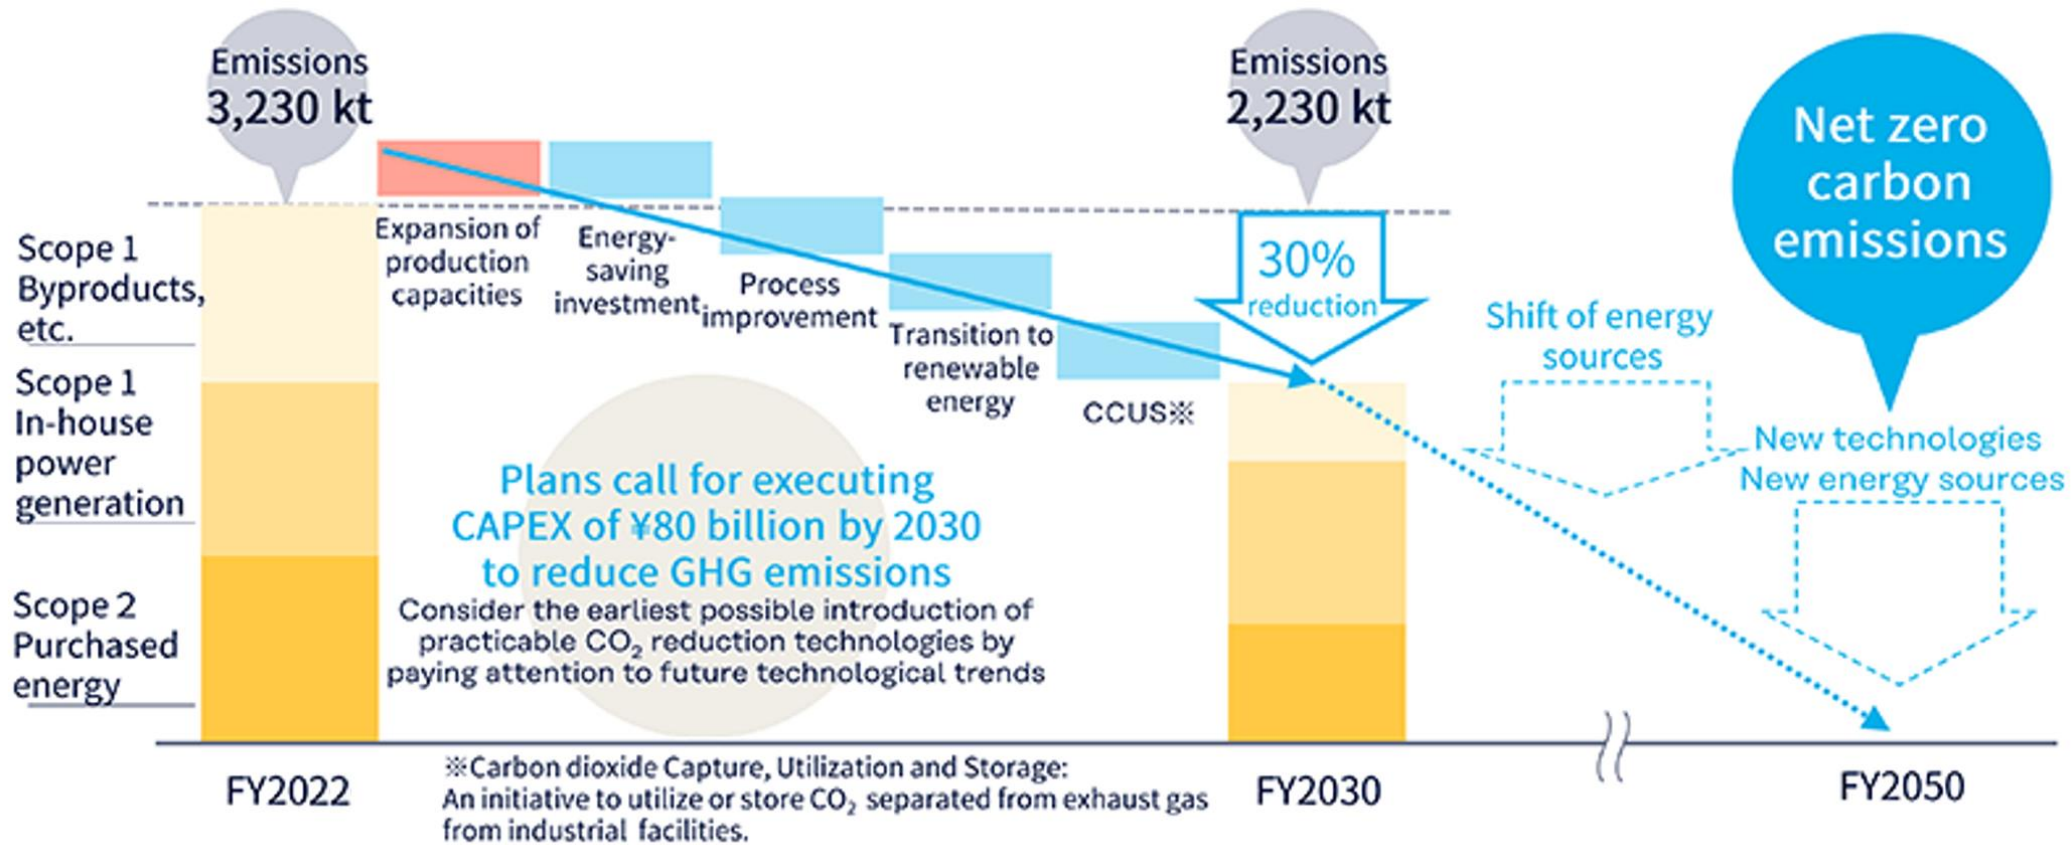 Emissions
3,230 kt
Emissions
2,230 kt
Net zero
carbon
emissions
Scope 1
Byproducts,
etc.
Scope 1
In-house
power
generation
Scope 2
Purchased
energy
Expansion of
production
capacities
Energy-
saving
investment
Process
improvement
Transition to
renewable
energy
CCUS※
30%
reduction
Shift of energy
sources
New technologies
New energy sources
Plans call for executing
CAPEX of ¥80 billion by 2030
to reduce GHG emissions
Consider the earliest possible introduction of
practicable CO₂ reduction technologies by
paying attention to future technological trends
FY2022
※Carbon dioxide Capture, Utilization and Storage:
An initiative to utilize or store CO₂ separated from exhaust gas
from industrial facilities.
FY2030
FY2050